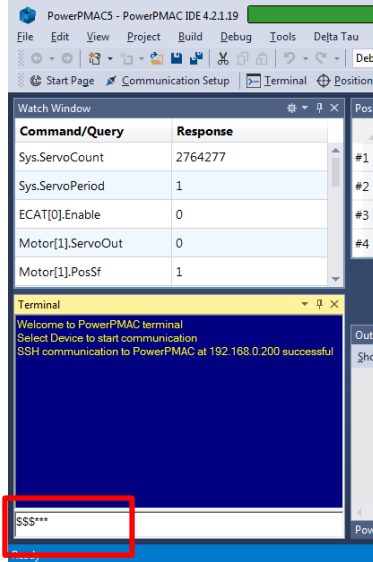 PowerPMAC5 - PowerPMAC IDE 4.2.1.19
File Edit View Project Build Debug Tools Delta Tau
Deb
Start Page Communication Setup Terminal Position
Watch Window
Pos
Command/Query Response
Sys.ServoCount 2764277
#1
Sys.ServoPeriod 1
#2
ECAT[0].Enable 0
#3
Motor[1].ServoOut 0
#4
Motor[1].PosSf 1
Terminal
Welcome to PowerPMAC terminal
Select Device to start communication
SSH communication to PowerPMAC at 192.168.0.200 successful
Out
Sho
$$$***
Pow
Ready